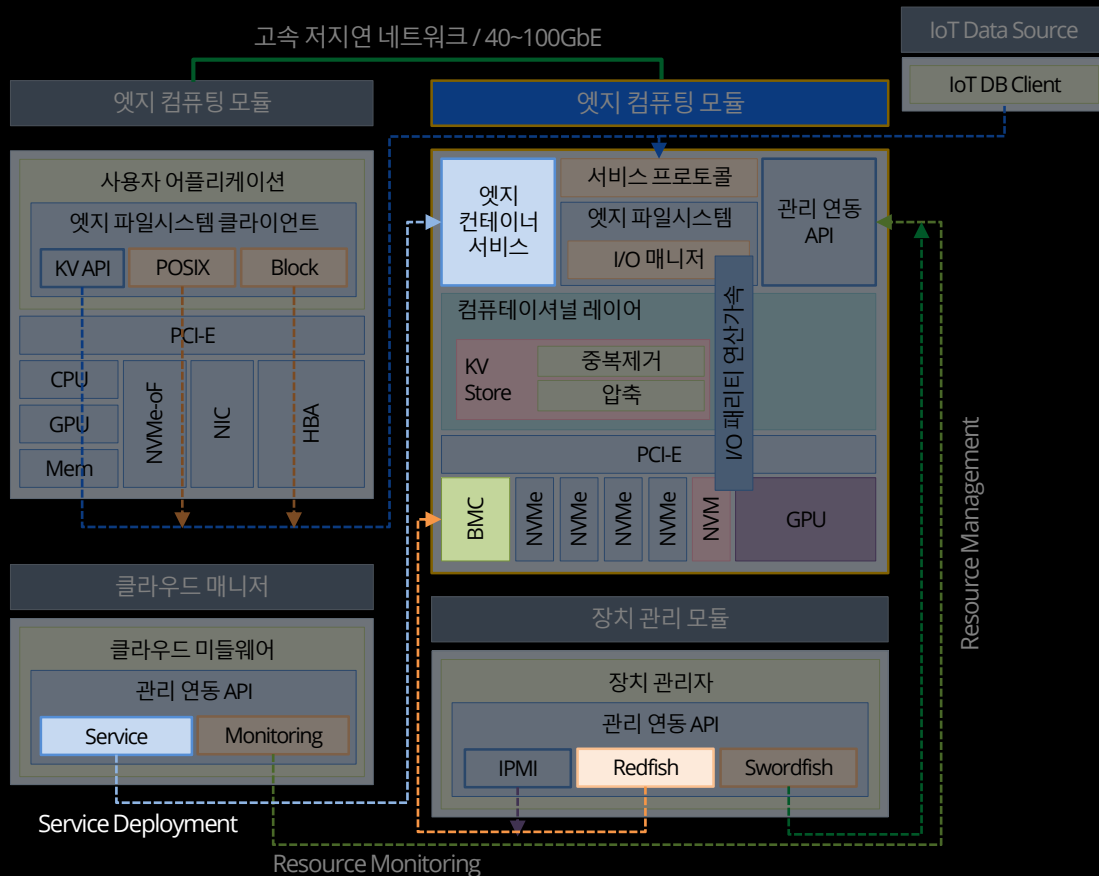 고속 저지연 네트워크 / 40~100GbE
IoT Data Source
IoT DB Client
엣지 컴퓨팅 모듈
사용자 어플리케이션
엣지 파일시스템 클라이언트
KV API
POSIX
Block
PCI-E
CPU
GPU
Mem
NVMe-oF
NIC
HBA
엣지 컴퓨팅 모듈
엣지
컨테이너
서비스
서비스 프로토콜
엣지 파일시스템
I/O 매니저
관리 연동
API
컴퓨테이셔널 레이어
KV
Store
중복제거
압축
I/O 패리티 연산가속
PCI-E
BMC
NVMe
NVMe
NVMe
NVMe
NVM
GPU
Resource Management
클라우드 매니저
클라우드 미들웨어
관리 연동 API
Service
Monitoring
Service Deployment
장치 관리 모듈
장치 관리자
관리 연동 API
IPMI
Redfish
Swordfish
Resource Monitoring